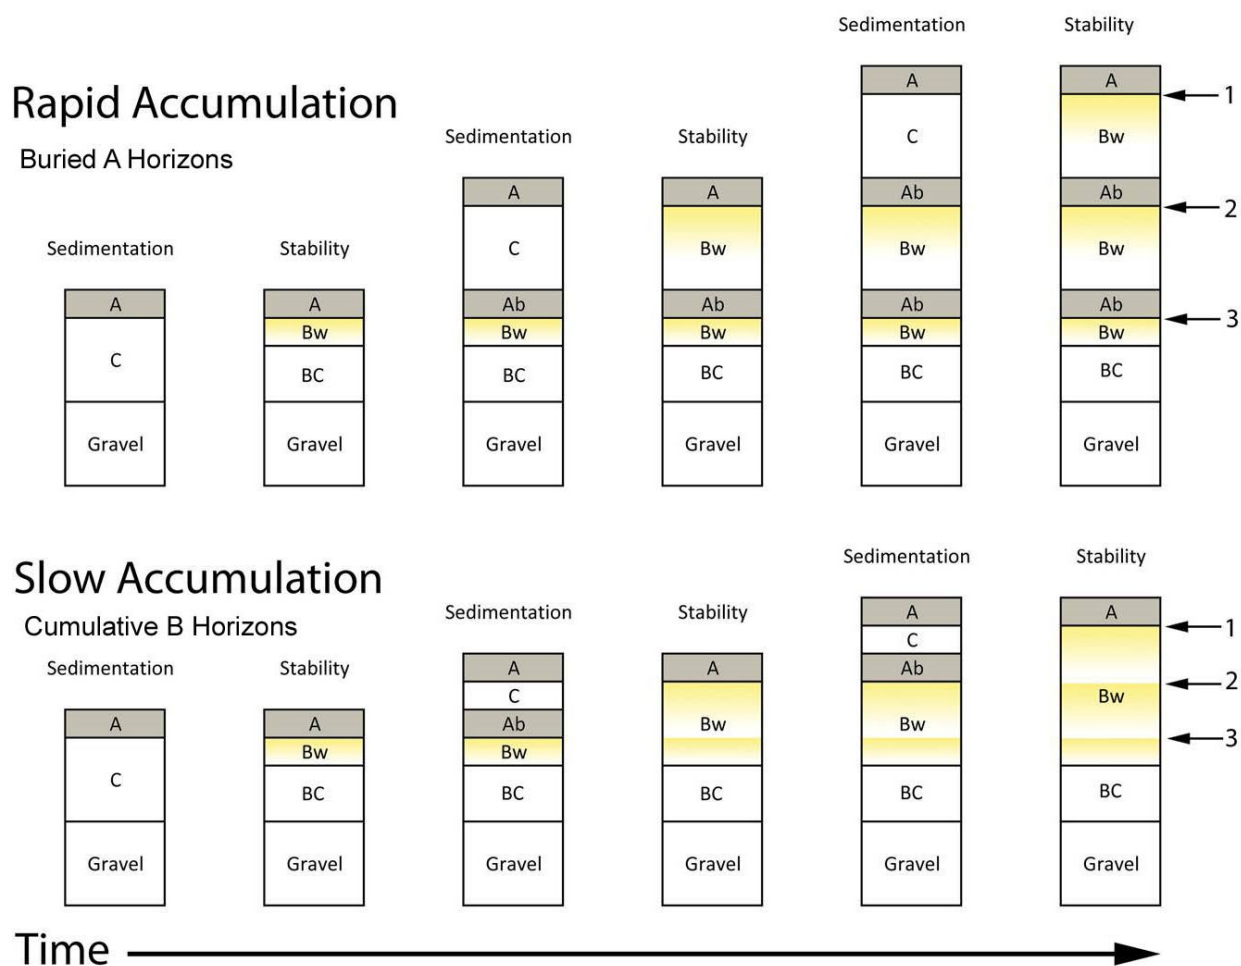 Sedimentation
Stability
Rapid Accumulation
Buried A Horizons
Sedimentation
Stability
Sedimentation
Stability
A
C
Gravel
A
Bw
BC
Gravel
A
C
Ab
Bw
BC
Gravel
A
Bw
Ab
Bw
BC
Gravel
A
C
Ab
Bw
Ab
Bw
BC
Gravel
A
Bw
Ab
Bw
Ab
Bw
BC
Gravel
1
2
3
Slow Accumulation
Cumulative B Horizons
Sedimentation
Stability
Sedimentation
Stability
Sedimentation
Stability
A
C
Gravel
A
Bw
BC
Gravel
A
C
Ab
Bw
BC
Gravel
A
Bw
BC
Gravel
A
C
Ab
Bw
BC
Gravel
A
Bw
BC
Gravel
1
2
3
Time